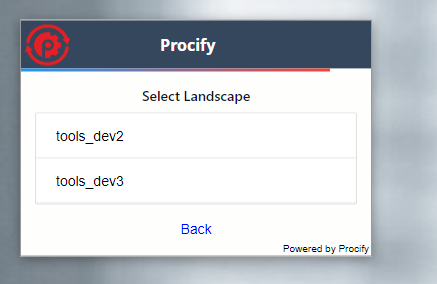 Procify
Select Landscape
tools_dev2
tools_dev3
Back
Powered by Procify